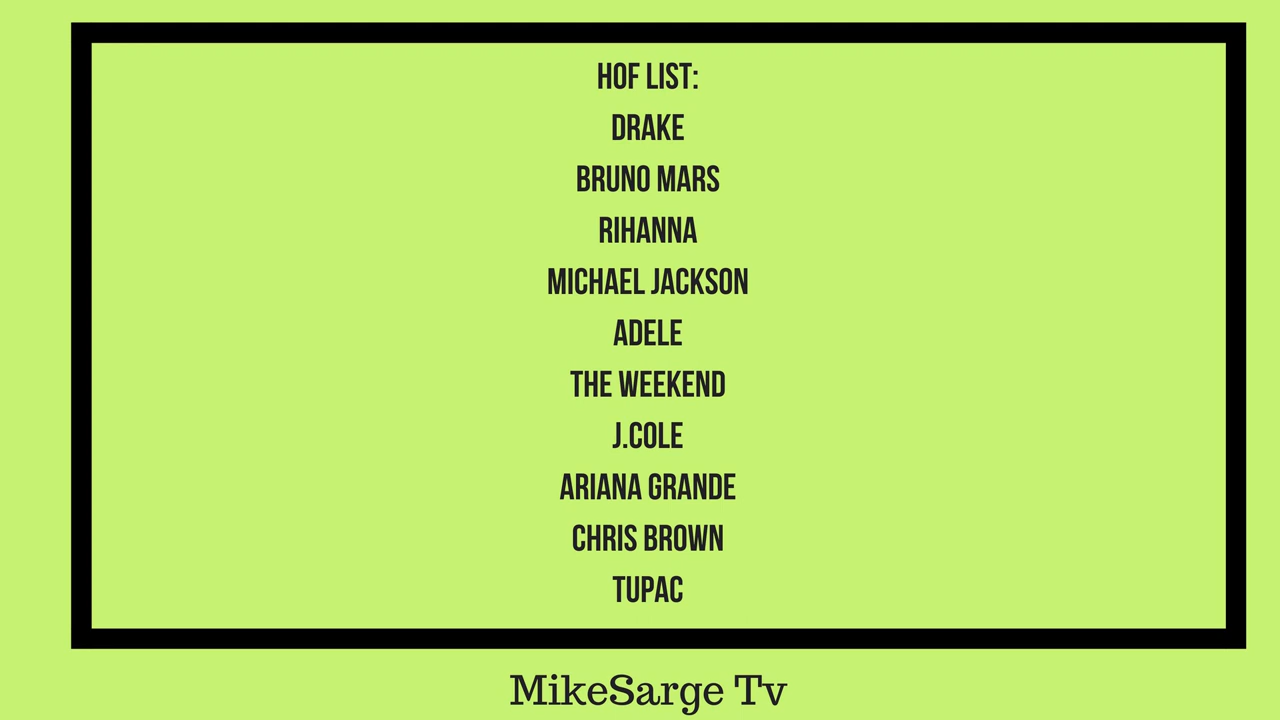 HOF LIST:
DRAKE
BRUNO MARS
RIHANNA
MICHAEL JACKSON
ADELE
THE WEEKEND
J.COLE
ARIANA GRANDE
CHRIS BROWN
TUPAC
MikeSarge Tv